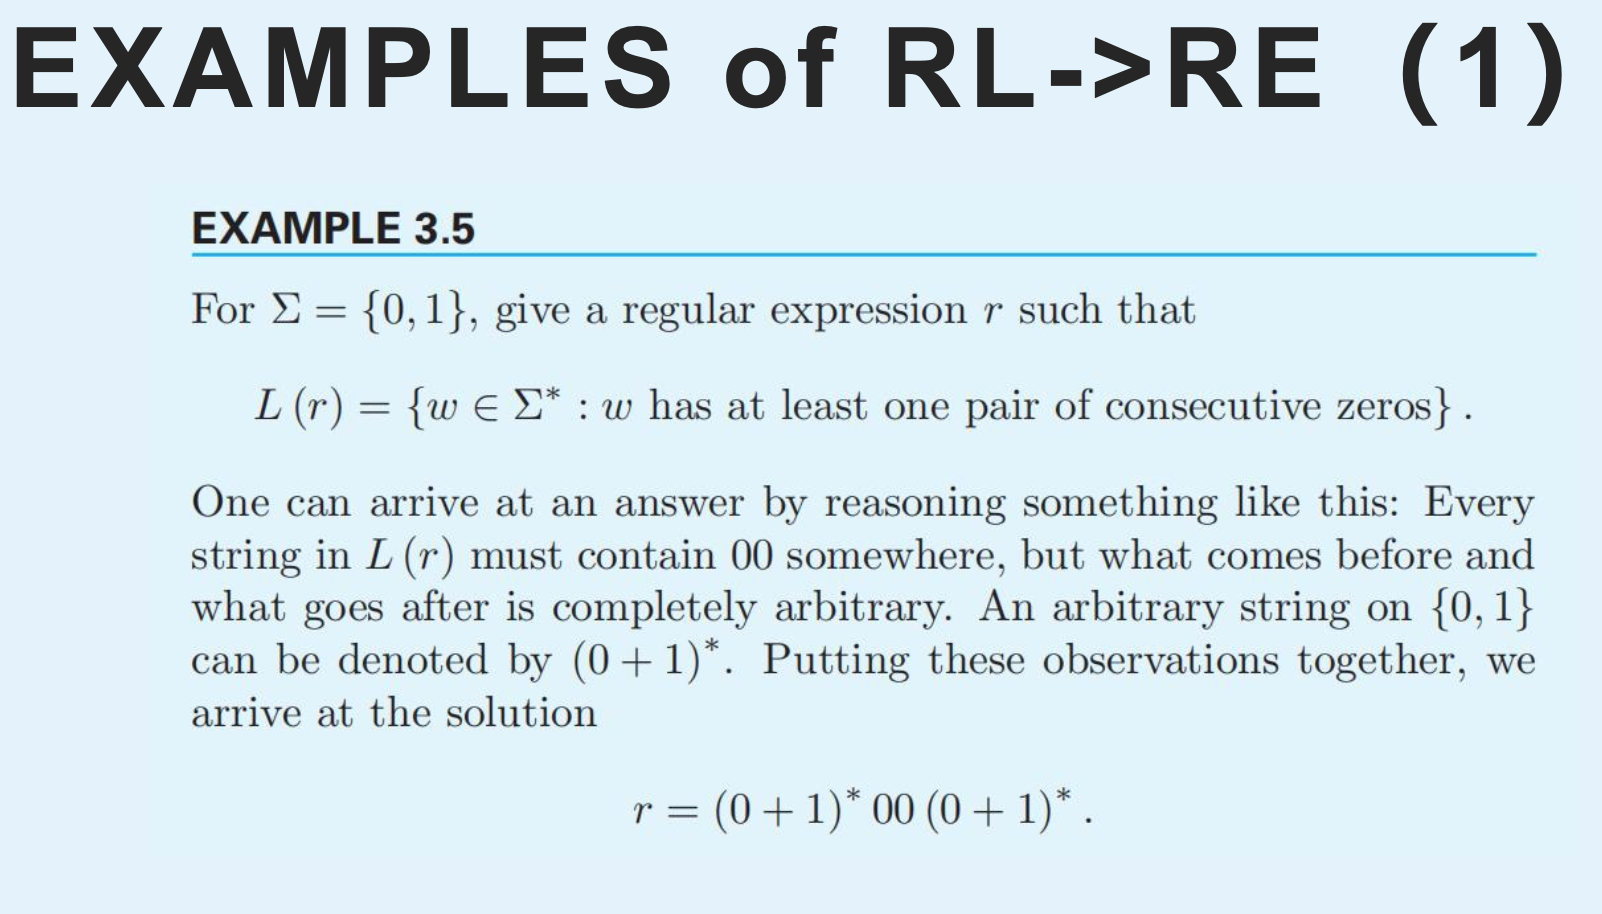 EXAMPLES of RL->RE (1)
EXAMPLE 3.5
For Σ = {0, 1}, give a regular expression r such that
L (r) = {w ∈ Σ* : w has at least one pair of consecutive zeros} .
One can arrive at an answer by reasoning something like this: Every
string in L (r) must contain 00 somewhere, but what comes before and
what goes after is completely arbitrary. An arbitrary string on {0, 1}
can be denoted by (0 + 1)*. Putting these observations together, we
arrive at the solution
r = (0 + 1)* 00 (0 + 1)* .